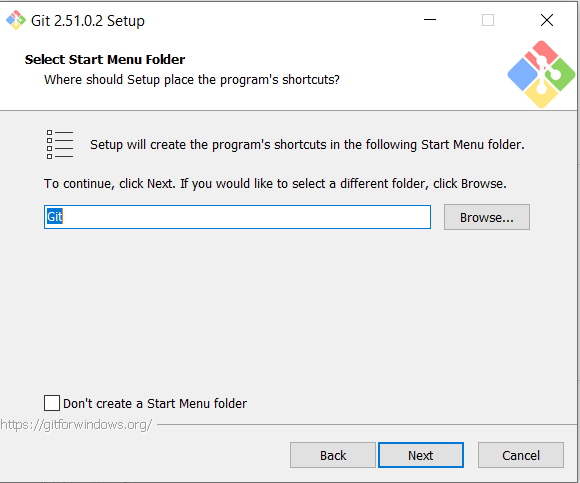 Git 2.51.0.2 Setup
Select Start Menu Folder
Where should Setup place the program's shortcuts?
Setup will create the program's shortcuts in the following Start Menu folder.
To continue, click Next. If you would like to select a different folder, click Browse.
Git
Browse...
Don't create a Start Menu folder
https://gitforwindows.org/
Back
Next
Cancel